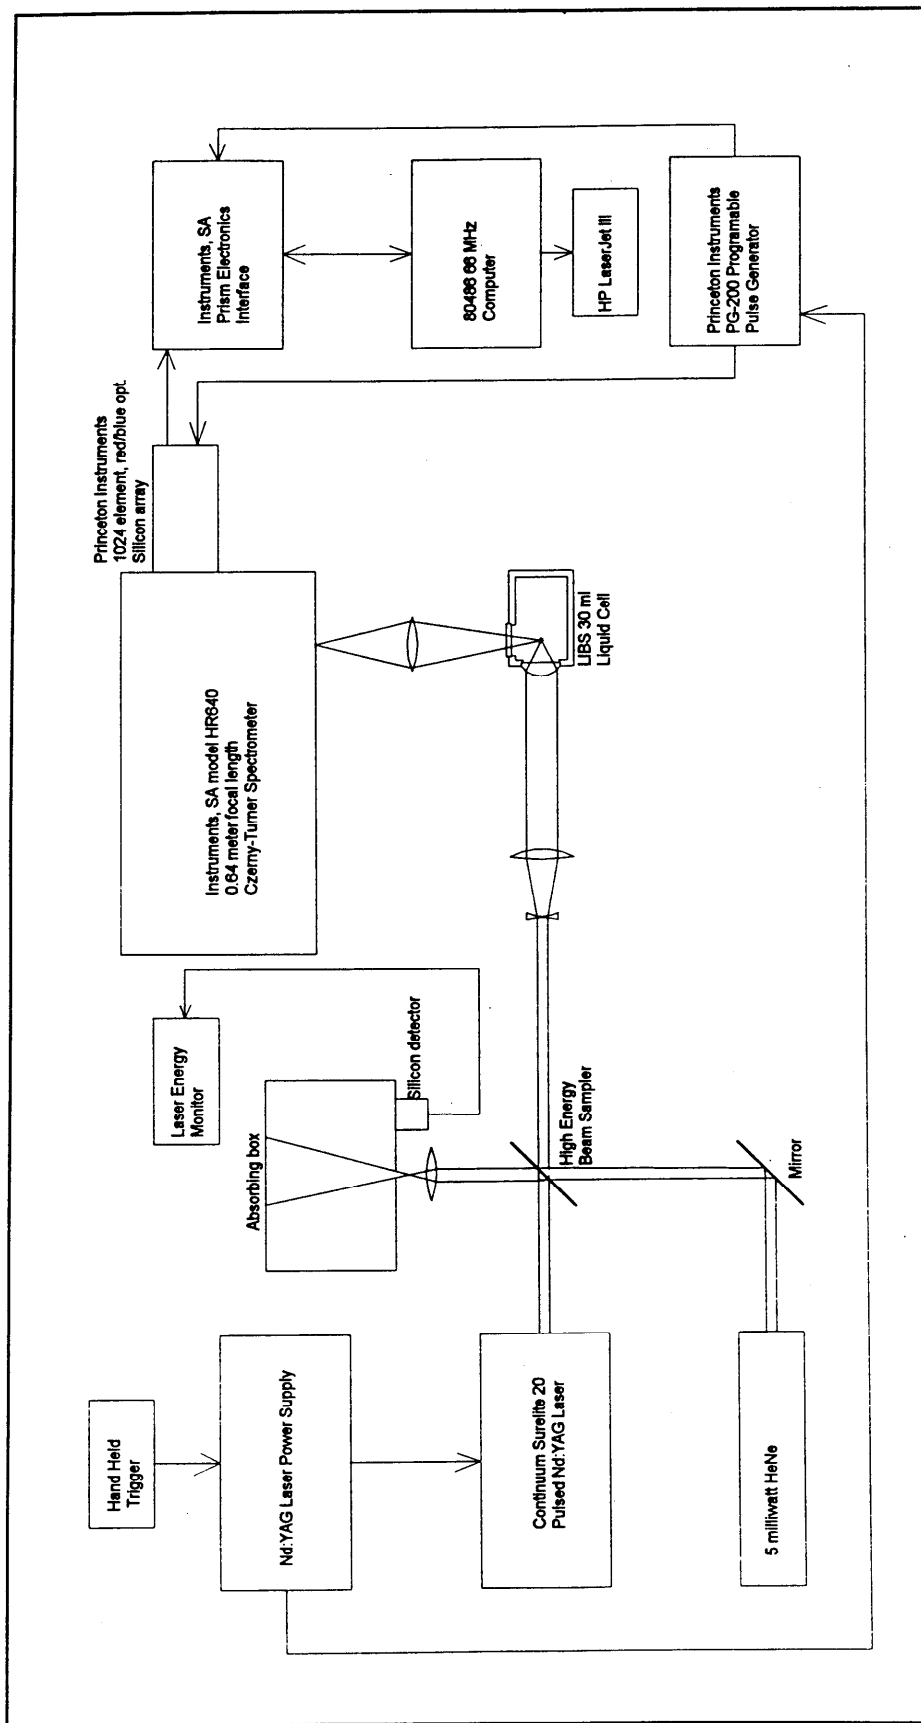 Hand Held
Trigger
Nd:YAG Laser Power Supply
Continuum Surelite 20
Pulsed Nd:YAG Laser
5 milliwatt HeNe
Absorbing box
Laser Energy
Monitor
Silicon detector
High Energy
Beam Sampler
Mirror
Instruments, SA model HR640
0.64 meter focal length
Czerny-Turner Spectrometer
Princeton Instruments
1024 element, red/blue opt.
Silicon array
LIBS 30 ml
Liquid Cell
Instruments, SA
Prism Electronics
Interface
80486 66 MHz
Computer
HP LaserJet III
Princeton Instruments
PG-200 Programable
Pulse Generator